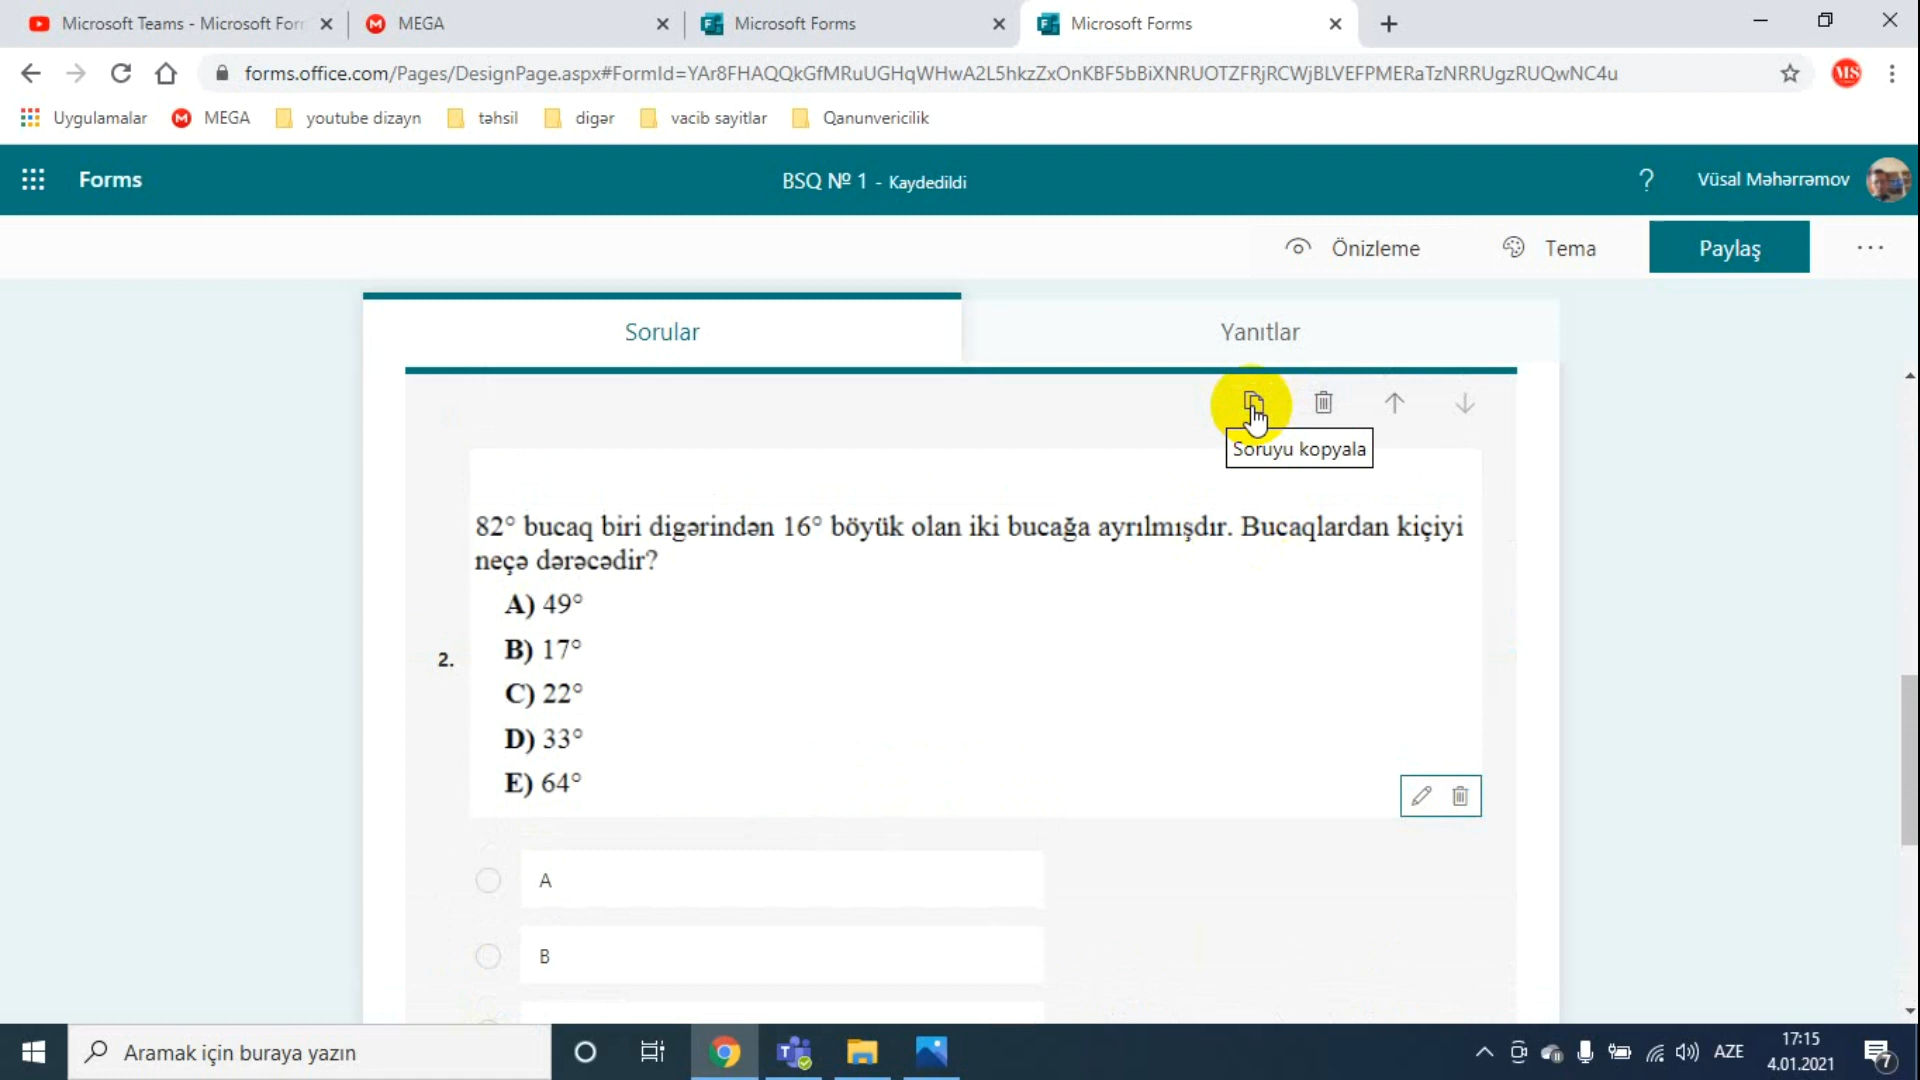 Microsoft Teams - Microsoft For
MEGA
Microsoft Forms
Microsoft Forms
forms.office.com/Pages/DesignPage.aspx#FormId=YAr8FHAQQkGfMRuUGHqWHwA2L5hkzZxOnKBF5bBiXNRUOTZFRjRCWjBLVEFPMERaTzNRRUgzRUQwNC4u
MS
Uygulamalar
MEGA
youtube dizayn
təhsil
digər
vacib sayitlar
Qanunvericilik
Forms
BSQ № 1 - Kaydedildi
?
Vüsal Məhərrəmov
Önizleme
Tema
Paylaş
Sorular
Yanıtlar
Soruyu kopyala
82° bucaq biri digərindən 16° böyük olan iki bucağa ayrılmışdır. Bucaqlardan kiçiyi
neçə dərəcədir?
A) 49°
B) 17°
2.
C) 22°
D) 33°
E) 64°
A
B
Aramak için buraya yazın
AZE
17:15
4.01.2021
7